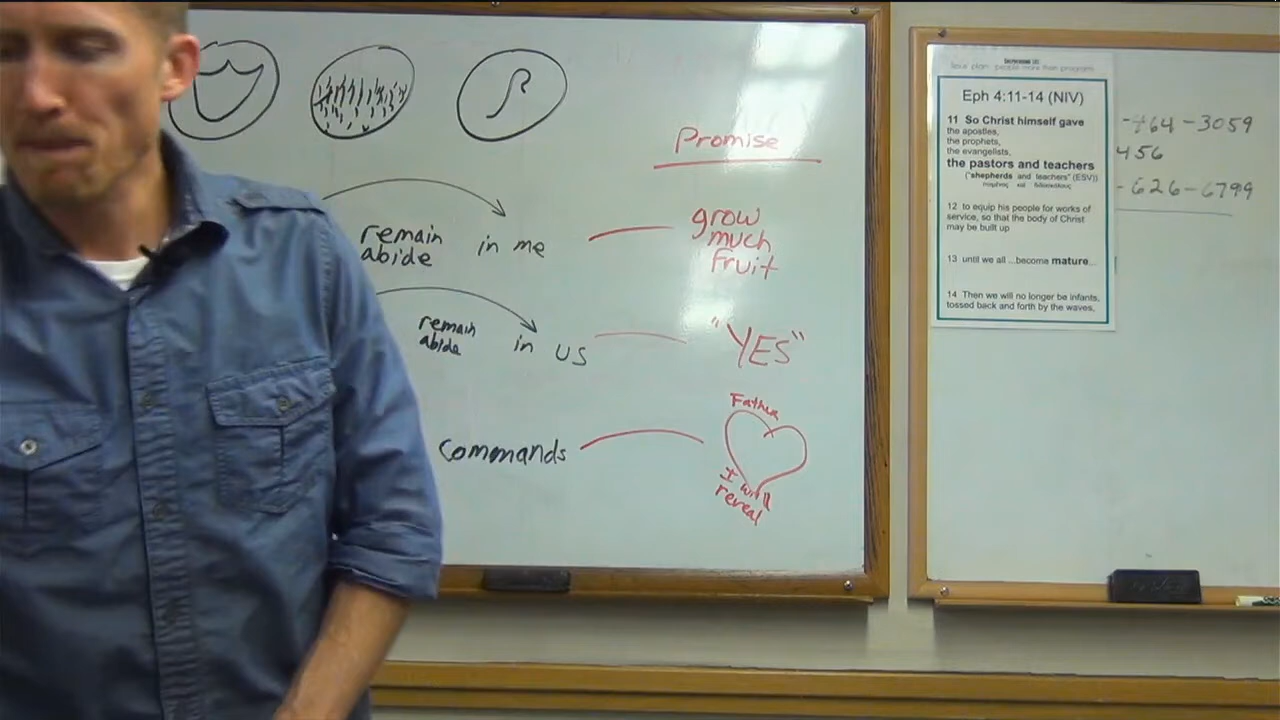 Promise
remain
abide
in me
grow
much
fruit
remain
abide
in US
"YES"
commands
Father
I will
reveal
people more than programs
Eph 4:11-14 (NIV)
11 So Christ himself gave
the apostles,
the prophets,
the evangelists,
the pastors and teachers
("shepherds and teachers" (ESV))
12 to equip his people for works of
service, so that the body of Christ
may be built up
13 until we all ...become mature...
14 Then we will no longer be infants,
tossed back and forth by the waves,
-464-3059
456
-626-6799